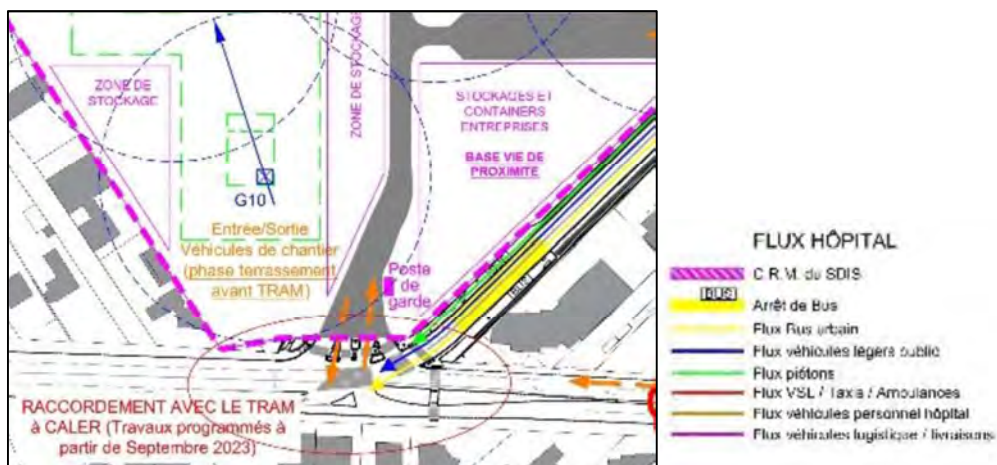 ZONE DE
STOCKAGE
ZONE DE STOCKAGE
STOCKAGES ET
CONTAINERS
ENTREPRISES
BASE VIE DE
PROXIMITE
G10
Entrée/Sortie
Véhicules de chantier
(phase terrassement
avant TRAM)
Poste
de
garde
BUS
RACCORDEMENT AVEC LE TRAM
à CALER (Travaux programmés à
partir de Septembre 2023)
FLUX HÔPITAL
C.R.M. du SDIS
BUS
Arrêt de Bus
Flux Bus urbain
Flux véhicules légers public
Flux piétons
Flux VSL / Taxis / Ambulances
Flux véhicules personnel hôpital
Flux véhicules logistique / livraisons